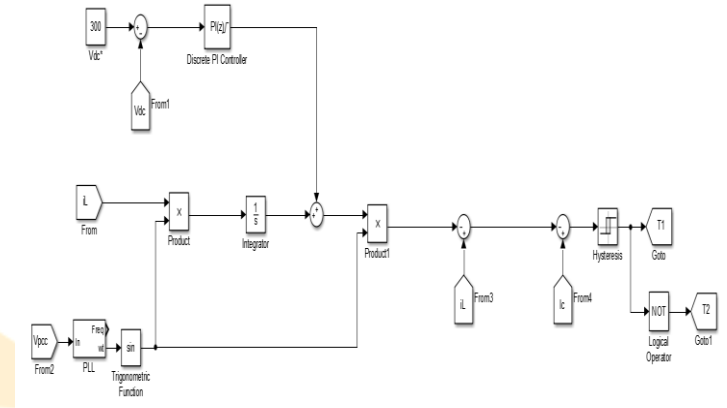 300
Vdc*
PI(z)
Discrete PI Controller
Vdc
From1
iL
From
X
Product
1
s
Integrator
X
Product1
iL
From3
Ic
From4
Hysteresis
T1
Goto
NOT
Logical
Operator
T2
Goto1
Vpcc
From2
In
Freq
wt
PLL
sin
Trigonometric
Function